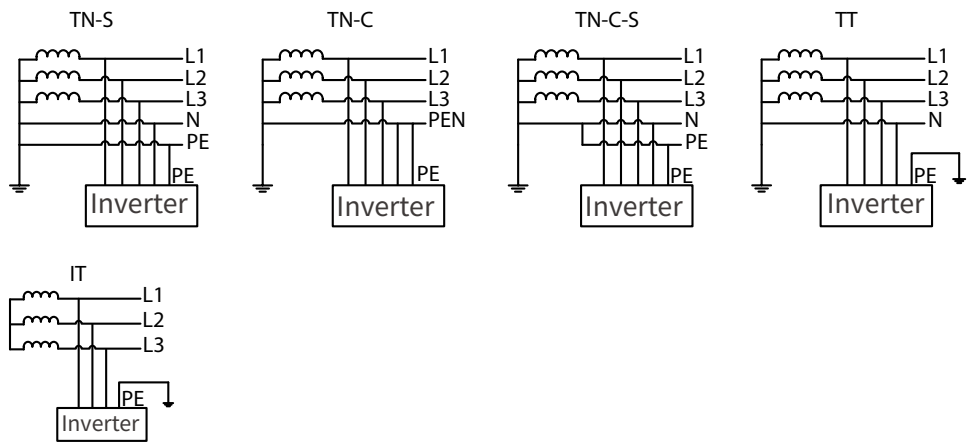 TN-S
L1
L2
L3
N
PE
PE
Inverter
TN-C
L1
L2
L3
PEN
PE
Inverter
TN-C-S
L1
L2
L3
N
PE
PE
Inverter
TT
L1
L2
L3
N
PE
Inverter
IT
L1
L2
L3
PE
Inverter